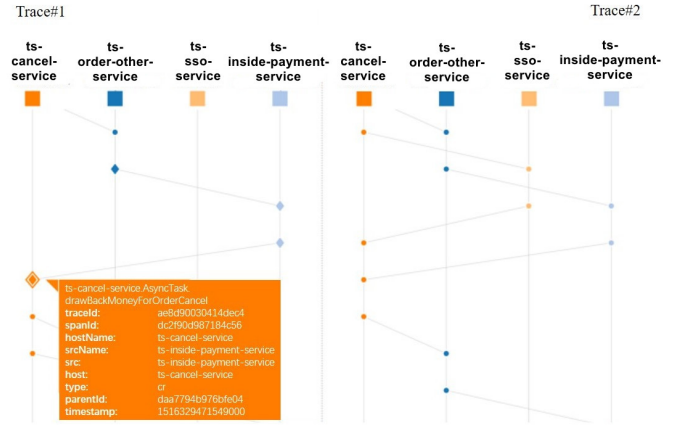 Trace#1
Trace#2
ts-
cancel-
service
ts-
order-other-
service
ts-
sso-
service
ts-
inside-payment-
service
ts-
cancel-
service
ts-
order-other-
service
ts-
sso-
service
ts-
inside-payment-
service
ts-cancel-service.AsyncTask.
drawBackMoneyForOrderCancel
traceId: ae8d90030414dec4
spanId: dc2f90d987184c56
hostName: ts-cancel-service
srcName: ts-inside-payment-service
src: ts-inside-payment-service
host: ts-cancel-service
type: cr
parentId: daa7794b976bfe04
timestamp: 1516329471549000